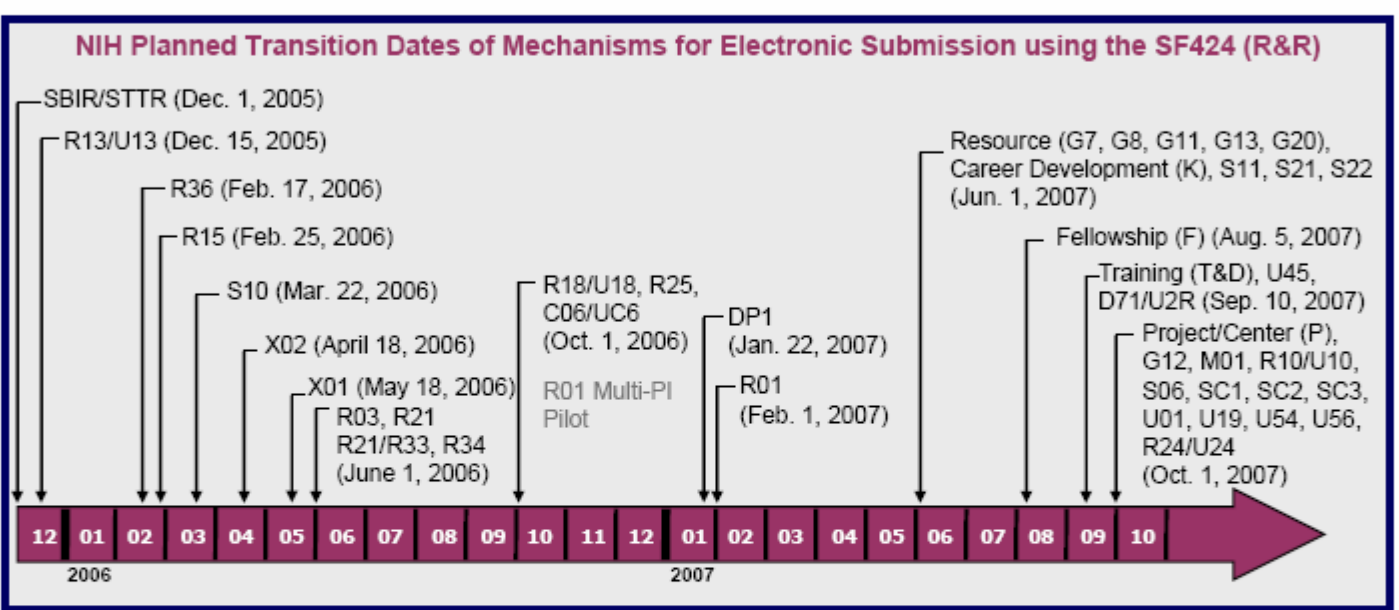 NIH Planned Transition Dates of Mechanisms for Electronic Submission using the SF424 (R&R)
SBIR/STTR (Dec. 1, 2005)
R13/U13 (Dec. 15, 2005)
R36 (Feb. 17, 2006)
R15 (Feb. 25, 2006)
S10 (Mar. 22, 2006)
X02 (April 18, 2006)
X01 (May 18, 2006)
R03, R21
R21/R33, R34
(June 1, 2006)
R18/U18, R25,
C06/UC6
(Oct. 1, 2006)
R01 Multi-PI
Pilot
DP1
(Jan. 22, 2007)
R01
(Feb. 1, 2007)
Resource (G7, G8, G11, G13, G20),
Career Development (K), S11, S21, S22
(Jun. 1, 2007)
Fellowship (F) (Aug. 5, 2007)
Training (T&D), U45,
D71/U2R (Sep. 10, 2007)
Project/Center (P),
G12, M01, R10/U10,
S06, SC1, SC2, SC3,
U01, U19, U54, U56,
R24/U24
(Oct. 1, 2007)
12 01 02 03 04 05 06 07 08 09 10 11 12 01 02 03 04 05 06 07 08 09 10
2006 2007